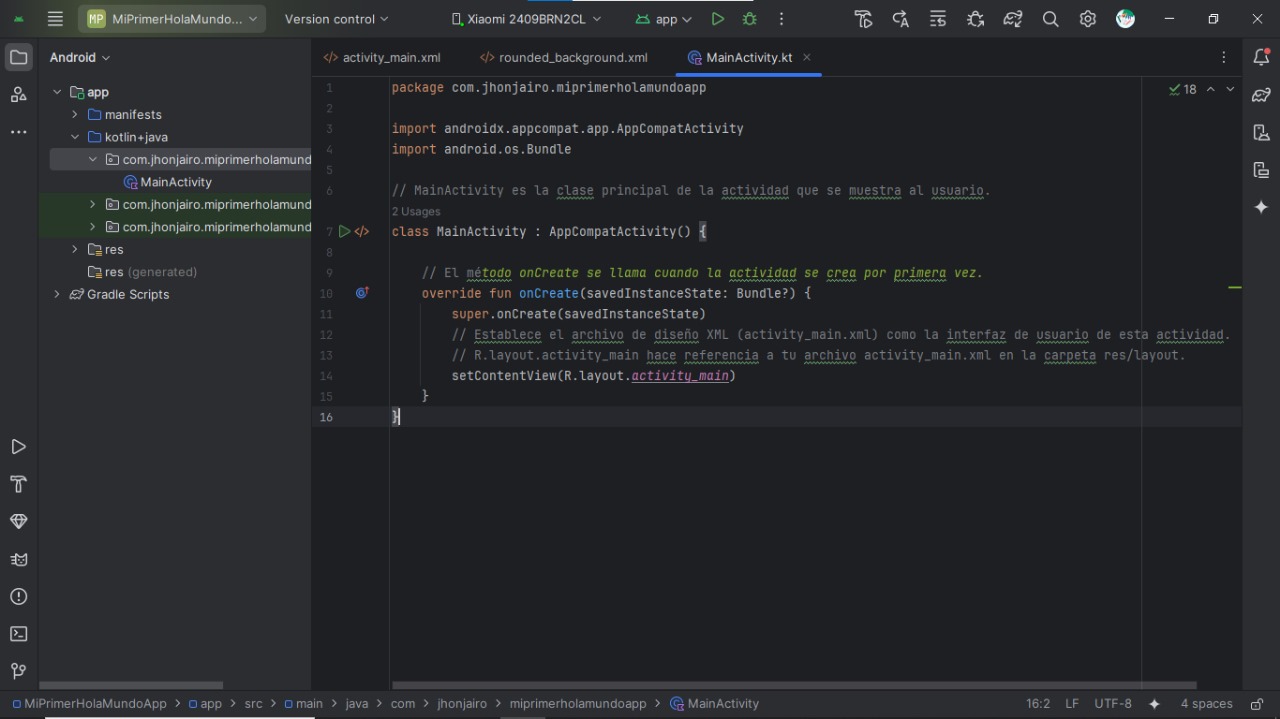 MP MiPrimerHolaMundo... Version control Xiaomi 2409BRN2CL app
Android
activity_main.xml rounded_background.xml MainActivity.kt
app
manifests
kotlin+java
com.jhonjairo.miprimerholamund
MainActivity
com.jhonjairo.miprimerholamund
com.jhonjairo.miprimerholamund
res
res (generated)
Gradle Scripts
18
1 package com.jhonjairo.miprimerholamundoapp
2
3 import androidx.appcompat.app.AppCompatActivity
4 import android.os.Bundle
5
6 // MainActivity es la clase principal de la actividad que se muestra al usuario.
2 Usages
7 class MainActivity : AppCompatActivity() {
8
9 // El método onCreate se llama cuando la actividad se crea por primera vez.
10 override fun onCreate(savedInstanceState: Bundle?) {
11 super.onCreate(savedInstanceState)
12 // Establece el archivo de diseño XML (activity_main.xml) como la interfaz de usuario de esta actividad.
13 // R.layout.activity_main hace referencia a tu archivo activity_main.xml en la carpeta res/layout.
14 setContentView(R.layout.activity_main)
15 }
16 }
MiPrimerHolaMundoApp > app > src > main > java > com > jhonjairo > miprimerholamundoapp > MainActivity 16:2 LF UTF-8 4 spaces